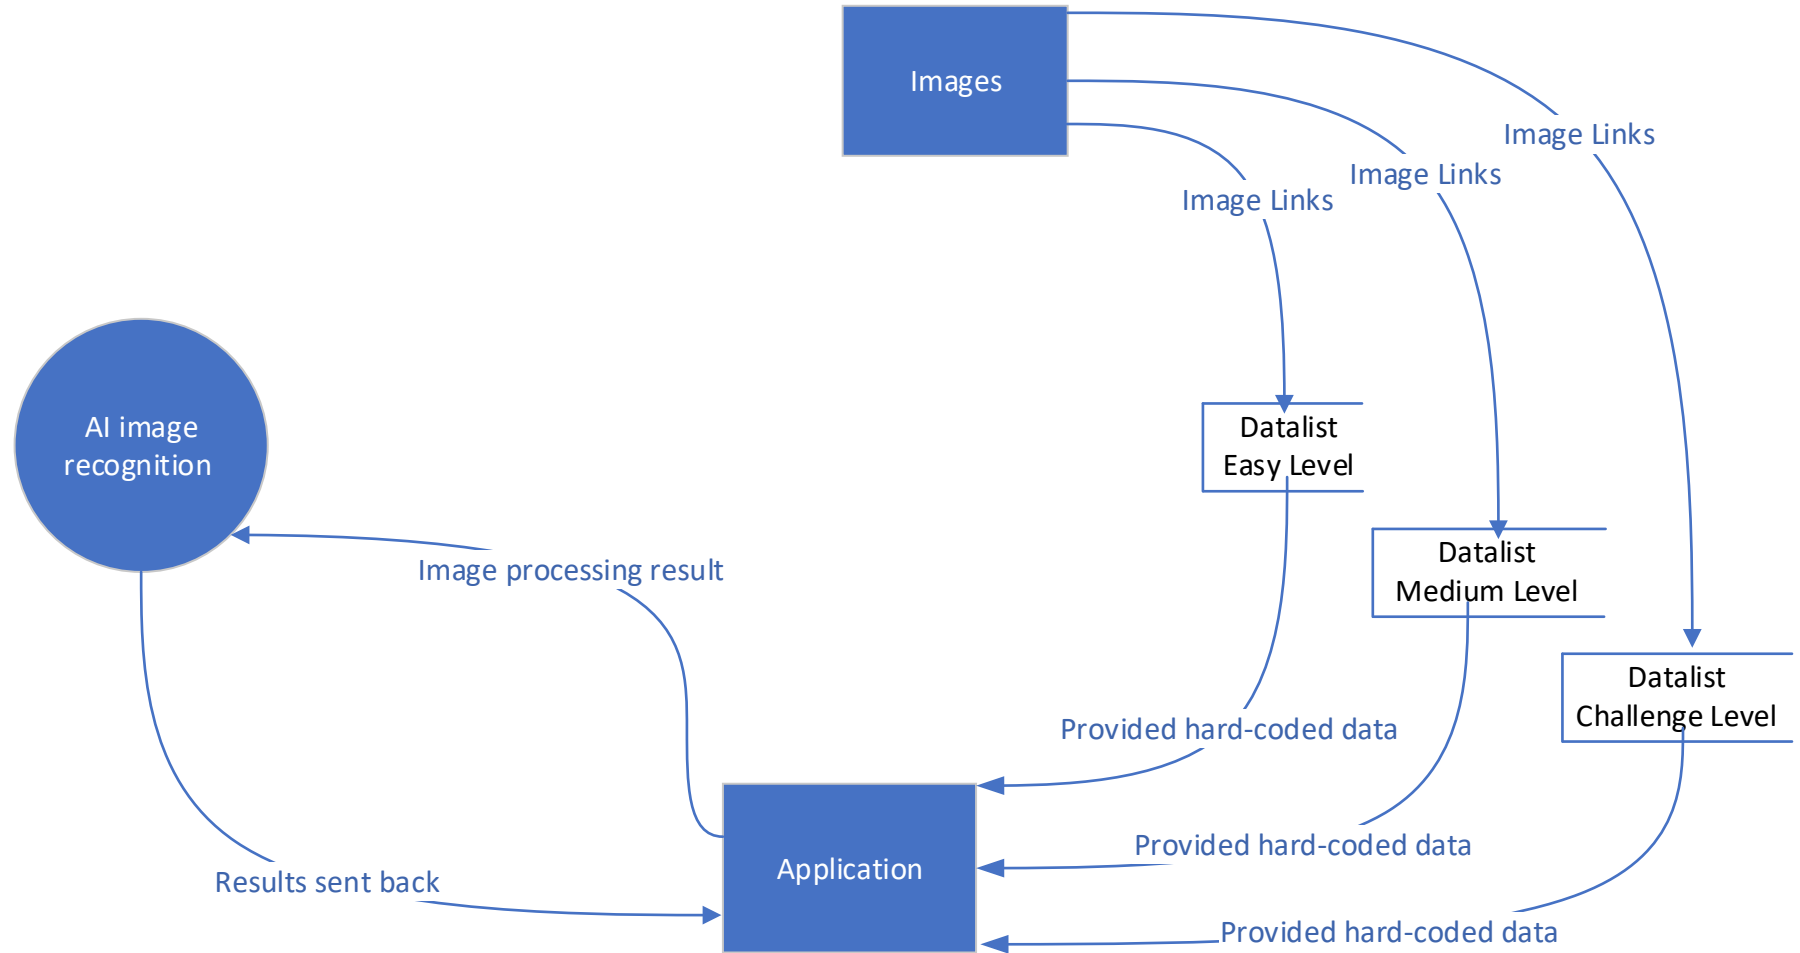 Images
Image Links
Image Links
Image Links
AI image
recognition
Datalist
Easy Level
Image processing result
Datalist
Medium Level
Datalist
Challenge Level
Provided hard-coded data
Provided hard-coded data
Application
Results sent back
Provided hard-coded data